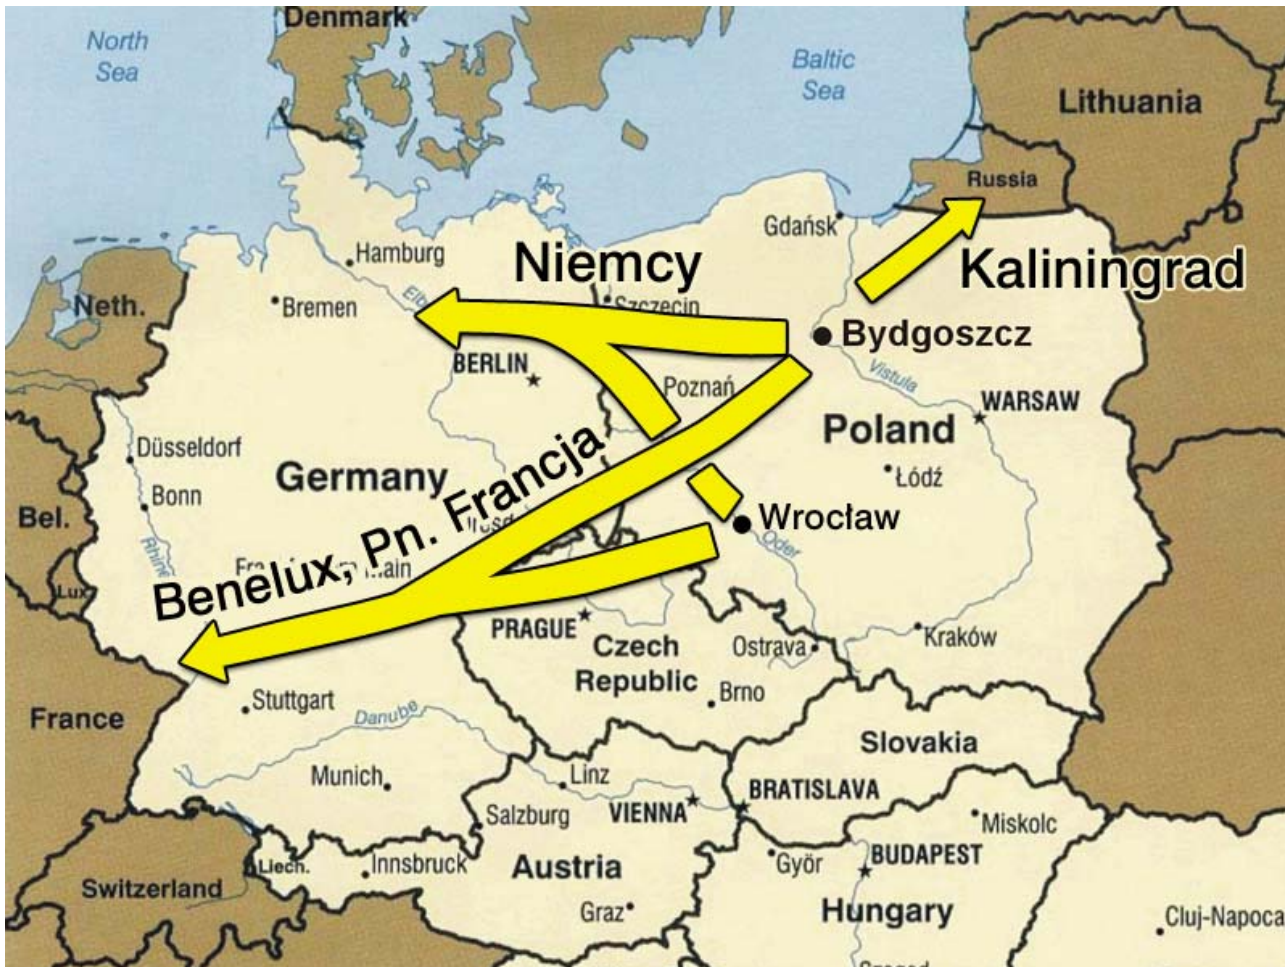 Denmark
North
Sea
Baltic
Sea
Lithuania
Russia
Gdańsk
Hamburg
Niemcy
Kaliningrad
Neth.
Bremen
Szczecin
Bydgoszcz
BERLIN
Poznań
Vistula
WARSAW
Poland
Düsseldorf
Germany
Łódź
Bonn
Bel.
Benelux, Pn. Francja
Wrocław
Oder
Rhine
Lux.
PRAGUE
Czech
Republic
Ostrava
Kraków
Brno
Stuttgart
France
Danube
Slovakia
Munich
Linz
BRATISLAVA
Salzburg
VIENNA
Miskolc
Györ
BUDAPEST
Liech.
Innsbruck
Austria
Switzerland
Graz
Hungary
Cluj-Napoca